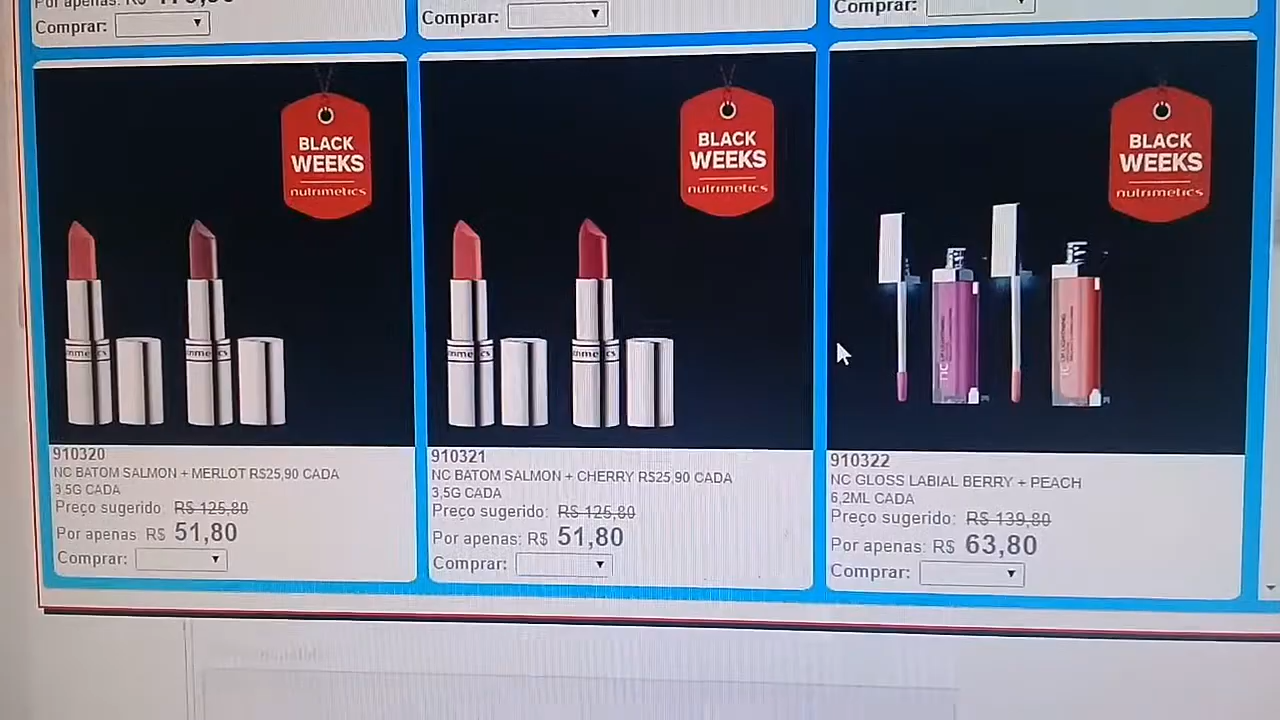 Por apenas: R$
Comprar:
Comprar:
Comprar:
BLACK
WEEKS
nutrimetics
BLACK
WEEKS
nutrimetics
BLACK
WEEKS
nutrimetics
910320
NC BATOM SALMON + MERLOT R$25,90 CADA
3,5G CADA
Preço sugerido: R$ 125,80
Por apenas R$ 51,80
Comprar:
910321
NC BATOM SALMON + CHERRY R$25,90 CADA
3,5G CADA
Preço sugerido: R$ 125,80
Por apenas: R$ 51,80
Comprar:
910322
NC GLOSS LABIAL BERRY + PEACH
6,2ML CADA
Preço sugerido: R$ 139,80
Por apenas: R$ 63,80
Comprar: